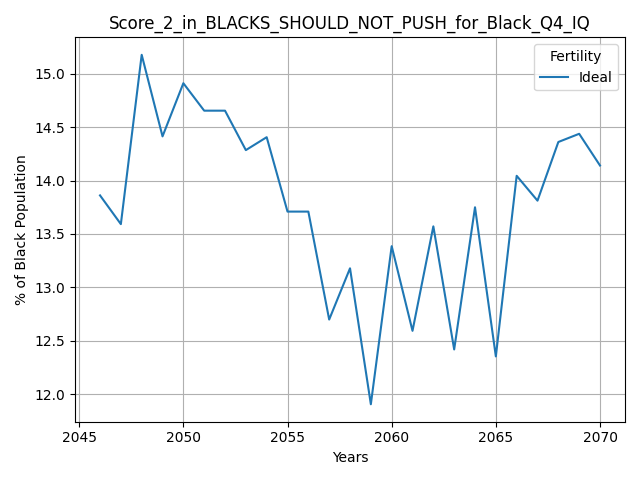 Score_2_in_BLACKS_SHOULD_NOT_PUSH_for_Black_Q4_IQ
Fertility
Ideal
% of Black Population
15.0
14.5
14.0
13.5
13.0
12.5
12.0
2045 2050 2055 2060 2065 2070
Years